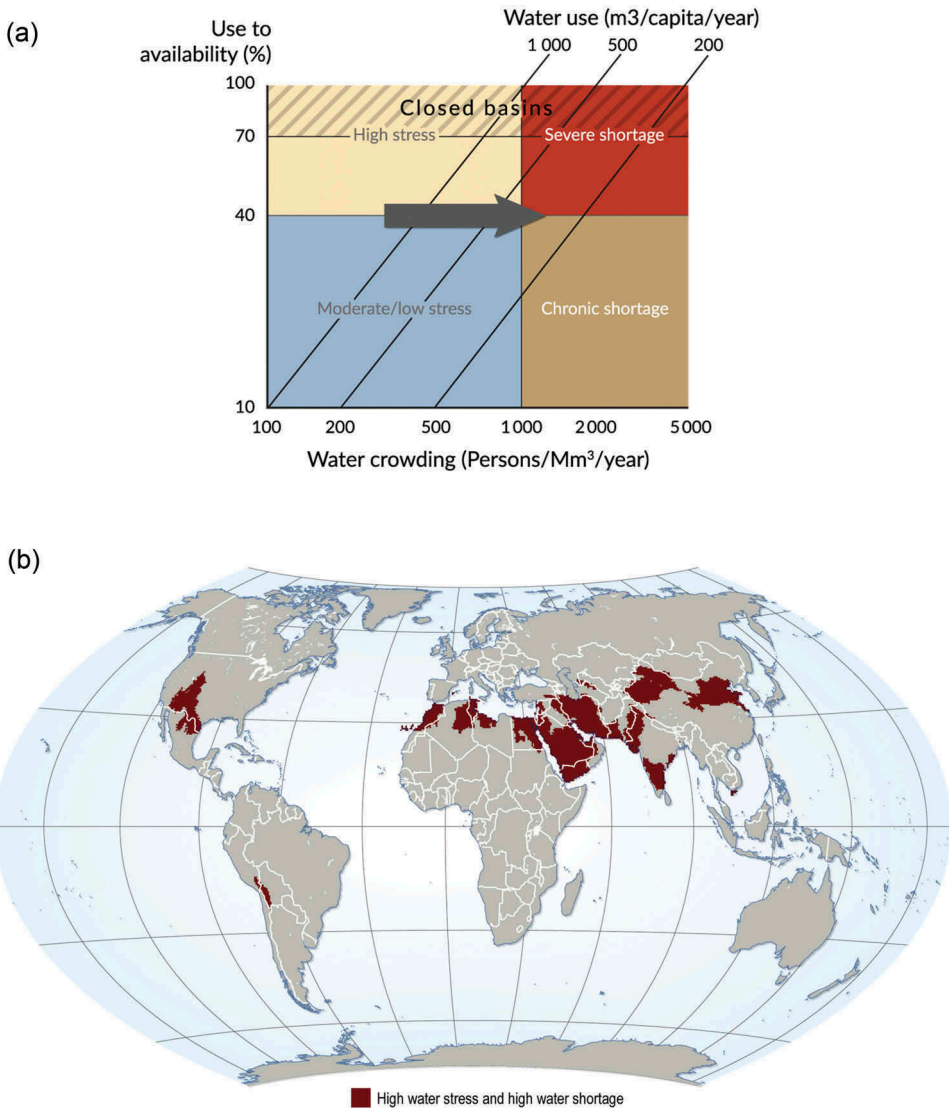 (a)
Use to
availability (%)
Water use (m3/capita/year)
1 000 500 200
100
Closed basins
70
High stress
Severe shortage
40
Moderate/low stress
Chronic shortage
10
100 200 500 1 000 2 000 5 000
Water crowding (Persons/Mm³/year)
(b)
High water stress and high water shortage